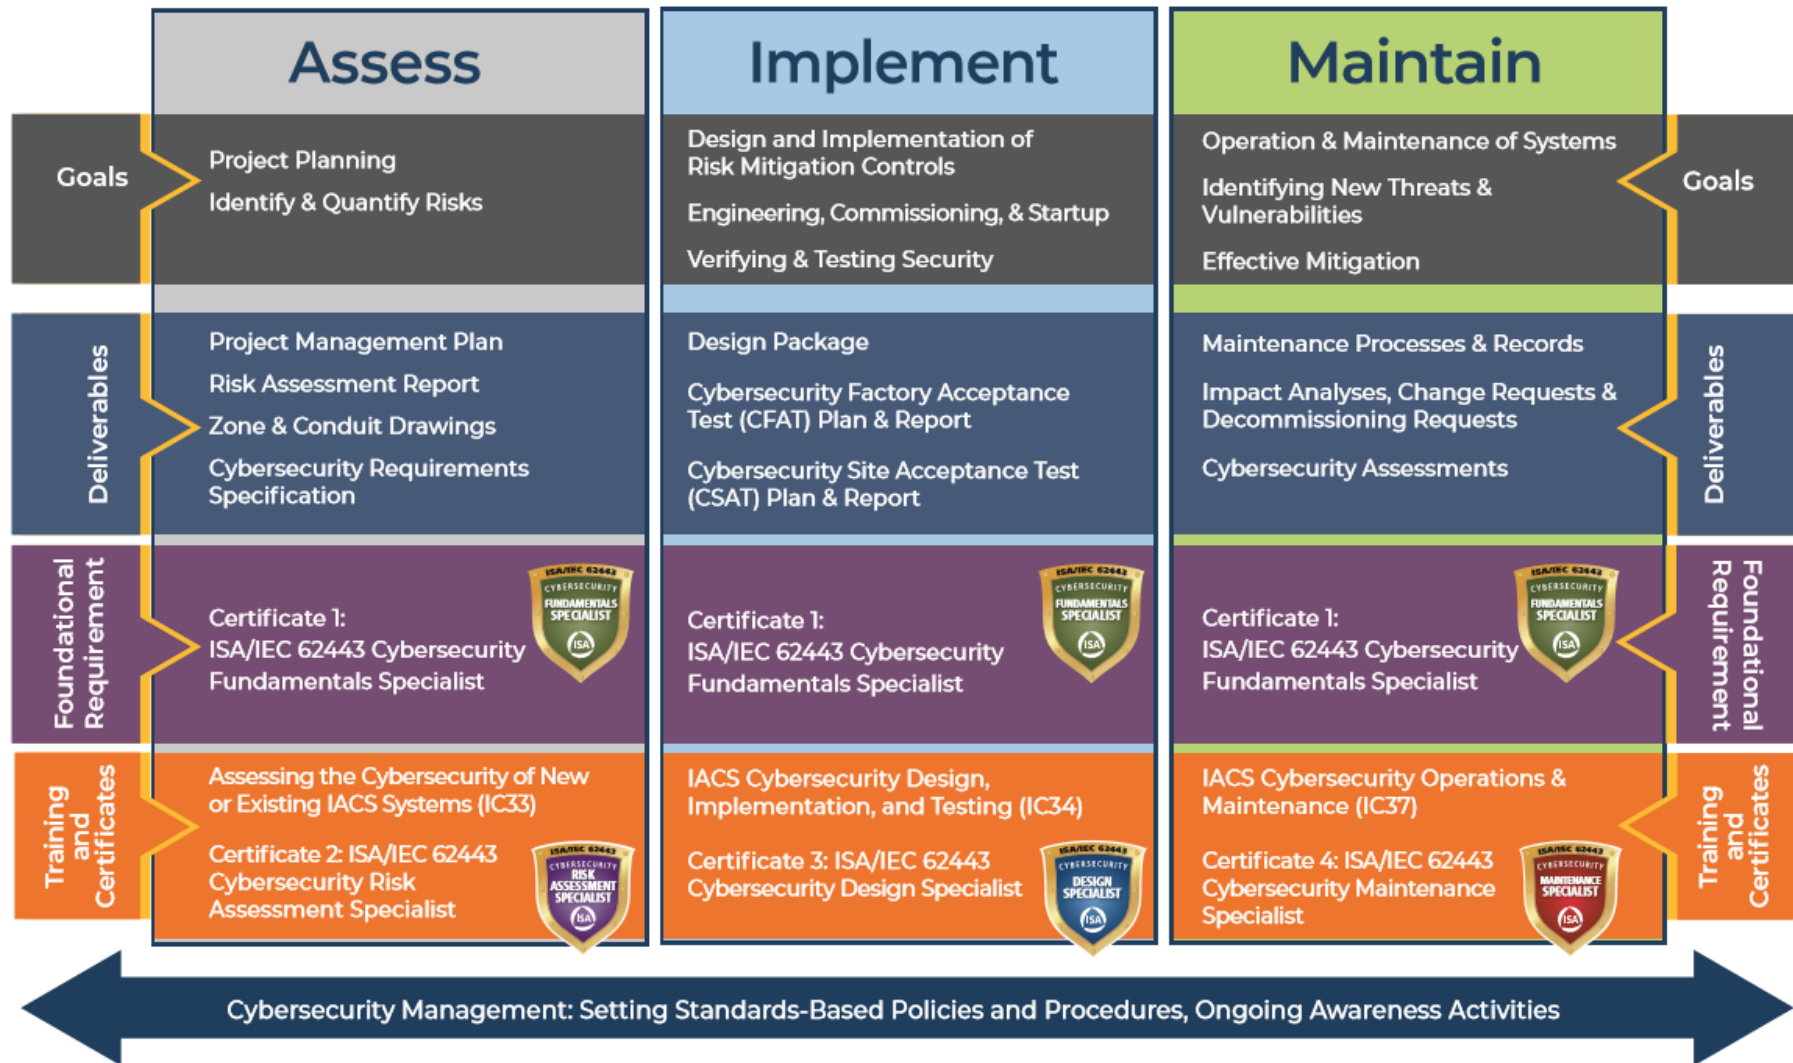 Assess
Implement
Maintain
Goals
Project Planning
Identify & Quantify Risks
Design and Implementation of
Risk Mitigation Controls
Engineering, Commissioning, & Startup
Verifying & Testing Security
Operation & Maintenance of Systems
Identifying New Threats &
Vulnerabilities
Effective Mitigation
Goals
Deliverables
Project Management Plan
Risk Assessment Report
Zone & Conduit Drawings
Cybersecurity Requirements
Specification
Design Package
Cybersecurity Factory Acceptance
Test (CFAT) Plan & Report
Cybersecurity Site Acceptance Test
(CSAT) Plan & Report
Maintenance Processes & Records
Impact Analyses, Change Requests &
Decommissioning Requests
Cybersecurity Assessments
Deliverables
Foundational
Requirement
Certificate 1:
ISA/IEC 62443 Cybersecurity
Fundamentals Specialist
ISA/IEC 62443
CYBERSECURITY
FUNDAMENTALS
SPECIALIST
ISA
Certificate 1:
ISA/IEC 62443 Cybersecurity
Fundamentals Specialist
ISA/IEC 62443
CYBERSECURITY
FUNDAMENTALS
SPECIALIST
ISA
Certificate 1:
ISA/IEC 62443 Cybersecurity
Fundamentals Specialist
ISA/IEC 62443
CYBERSECURITY
FUNDAMENTALS
SPECIALIST
ISA
Foundational
Requirement
Training
and
Certificates
Assessing the Cybersecurity of New
or Existing IACS Systems (IC33)
Certificate 2: ISA/IEC 62443
Cybersecurity Risk
Assessment Specialist
ISA/IEC 62443
CYBERSECURITY
RISK
ASSESSMENT
SPECIALIST
ISA
IACS Cybersecurity Design,
Implementation, and Testing (IC34)
Certificate 3: ISA/IEC 62443
Cybersecurity Design Specialist
ISA/IEC 62443
CYBERSECURITY
DESIGN
SPECIALIST
ISA
IACS Cybersecurity Operations &
Maintenance (IC37)
Certificate 4: ISA/IEC 62443
Cybersecurity Maintenance
Specialist
ISA/IEC 62443
CYBERSECURITY
MAINTENANCE
SPECIALIST
ISA
Training
and
Certificates
Cybersecurity Management: Setting Standards-Based Policies and Procedures, Ongoing Awareness Activities